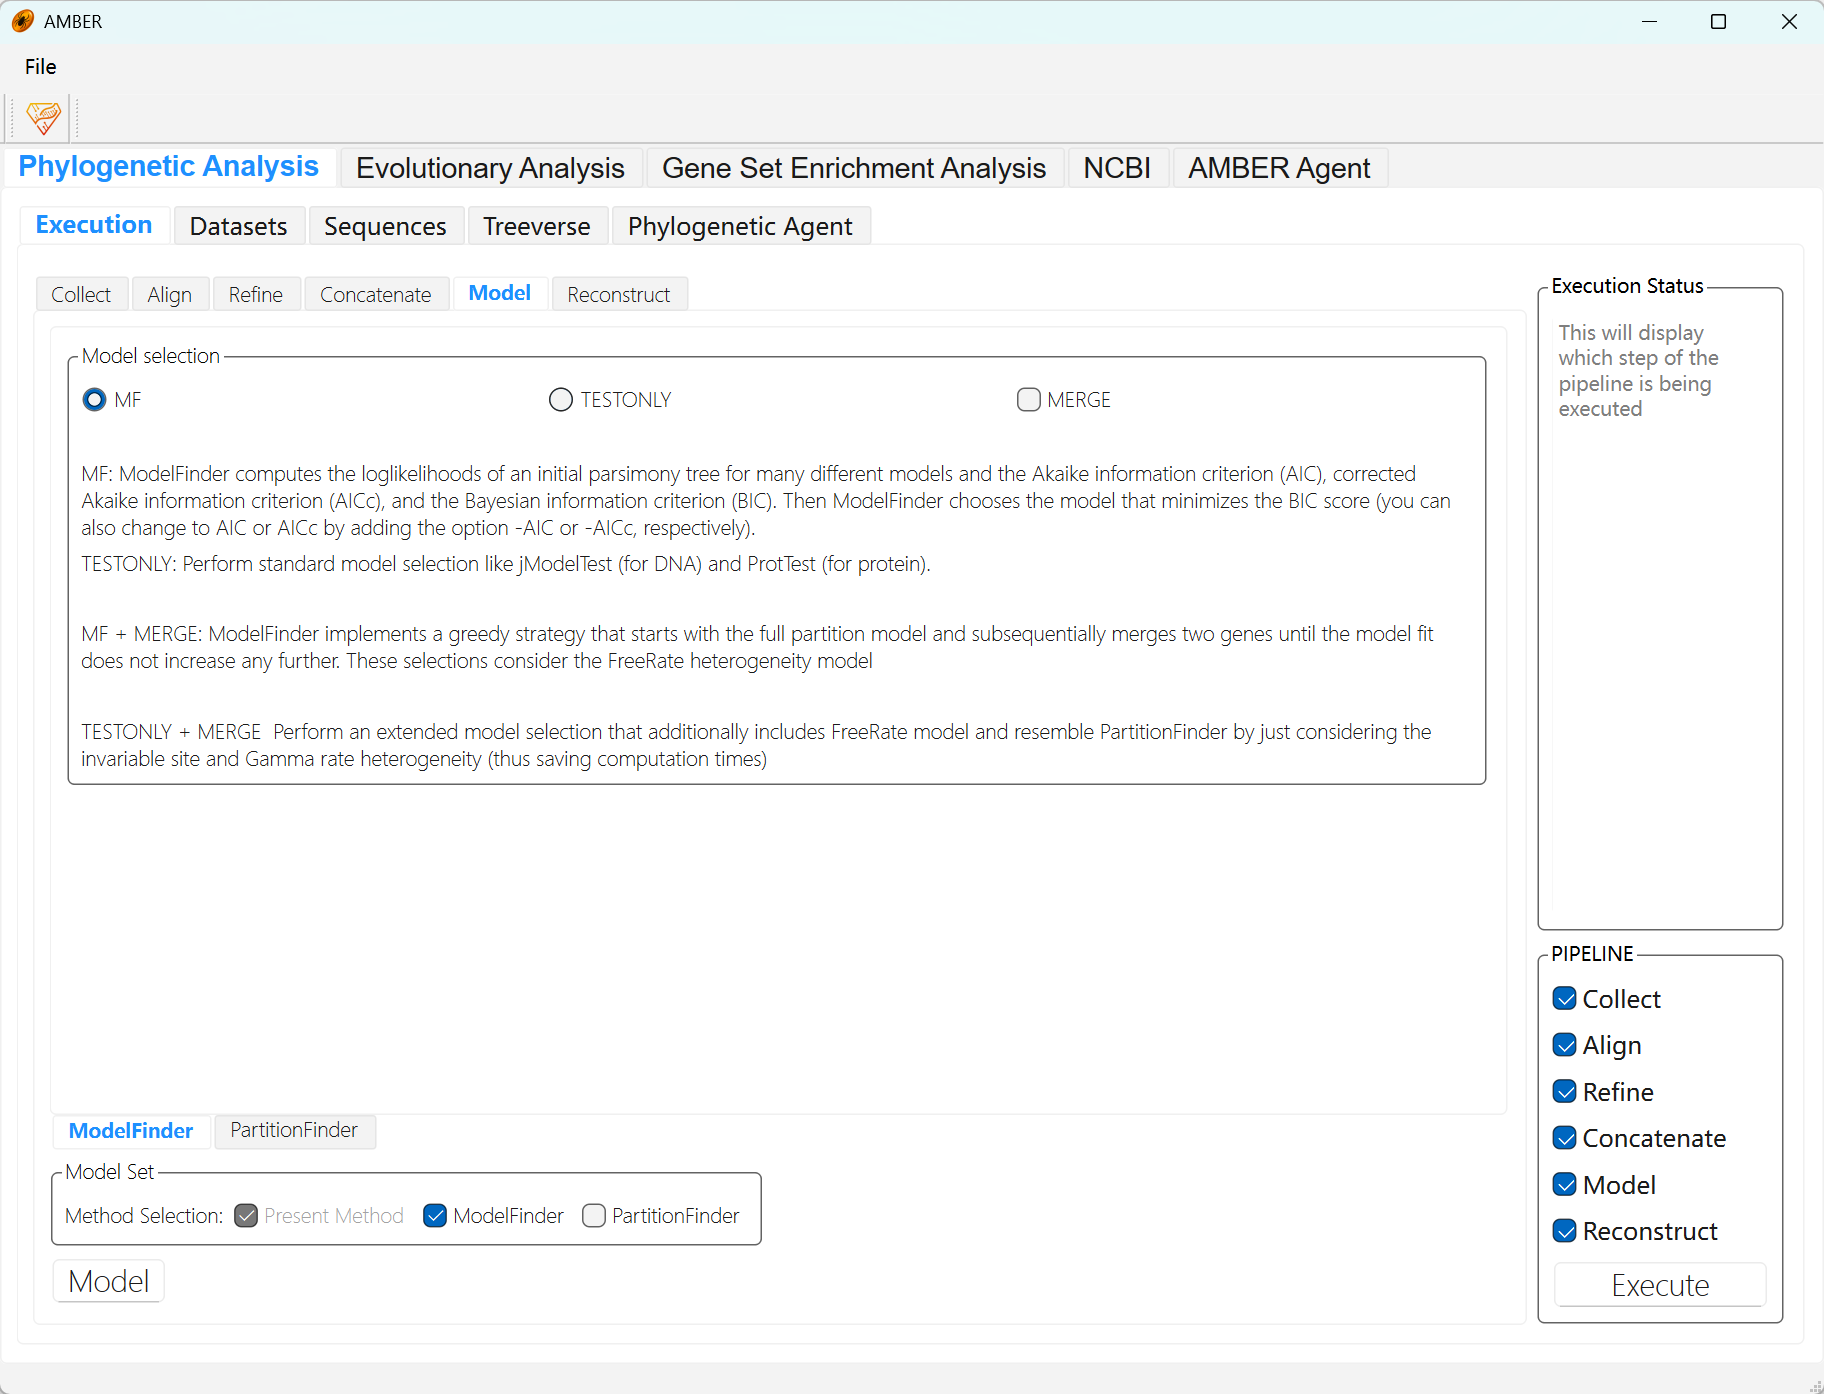 AMBER
File
Phylogenetic Analysis
Evolutionary Analysis
Gene Set Enrichment Analysis
NCBI
AMBER Agent
Execution
Datasets
Sequences
Treeverse
Phylogenetic Agent
Collect
Align
Refine
Concatenate
Model
Reconstruct
Model selection
MF
TESTONLY
MERGE
MF: ModelFinder computes the loglikelihoods of an initial parsimony tree for many different models and the Akaike information criterion (AIC), corrected
Akaike information criterion (AICc), and the Bayesian information criterion (BIC). Then ModelFinder chooses the model that minimizes the BIC score (you can
also change to AIC or AICc by adding the option -AIC or -AICc, respectively).
TESTONLY: Perform standard model selection like jModelTest (for DNA) and ProtTest (for protein).
MF + MERGE: ModelFinder implements a greedy strategy that starts with the full partition model and subsequentially merges two genes until the model fit
does not increase any further. These selections consider the FreeRate heterogeneity model
TESTONLY + MERGE  Perform an extended model selection that additionally includes FreeRate model and resemble PartitionFinder by just considering the
invariable site and Gamma rate heterogeneity (thus saving computation times)
ModelFinder
PartitionFinder
Model Set
Method Selection:
Present Method
ModelFinder
PartitionFinder
Model
Execution Status
This will display
which step of the
pipeline is being
executed
PIPELINE
Collect
Align
Refine
Concatenate
Model
Reconstruct
Execute